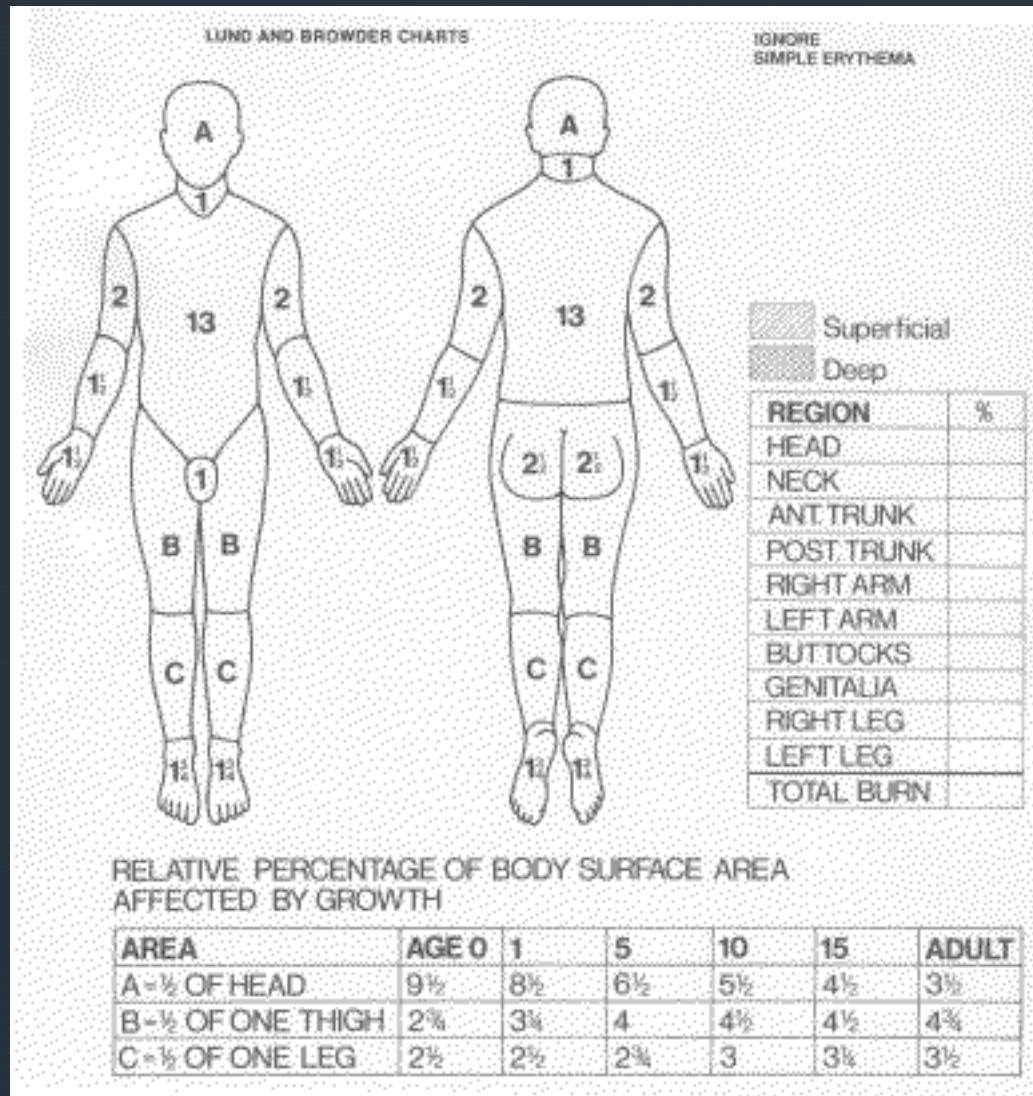 LUND AND BROWDER CHARTS
IGNORE
SIMPLE ERYTHEMA
A
1
2
13
2
1½
1½
1½
1½
1
B
B
C
C
1¾
1¾
A
1
2
13
2
1½
1½
1½
1½
2½
2½
B
B
C
C
1¾
1¾
Superficial
Deep
REGION %
HEAD
NECK
ANT. TRUNK
POST. TRUNK
RIGHT ARM
LEFT ARM
BUTTOCKS
GENITALIA
RIGHT LEG
LEFT LEG
TOTAL BURN
RELATIVE PERCENTAGE OF BODY SURFACE AREA
AFFECTED BY GROWTH
AREA AGE 0 1 5 10 15 ADULT
A = ½ OF HEAD 9½ 8½ 6½ 5½ 4½ 3½
B = ½ OF ONE THIGH 2¾ 3¼ 4 4½ 4½ 4¾
C = ½ OF ONE LEG 2½ 2½ 2¾ 3 3¼ 3½